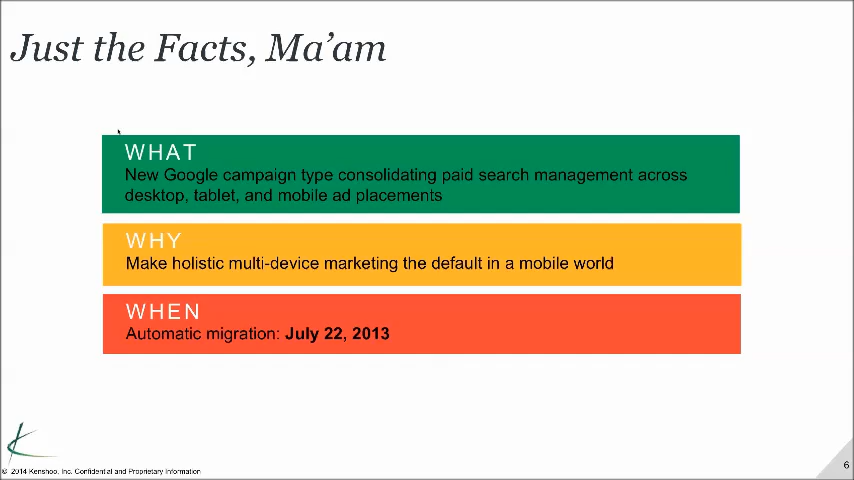 Just the Facts, Ma’am
WHAT
New Google campaign type consolidating paid search management across
desktop, tablet, and mobile ad placements
WHY
Make holistic multi-device marketing the default in a mobile world
WHEN
Automatic migration: July 22, 2013
© 2014 Kenshoo, Inc. Confidential and Proprietary Information
6